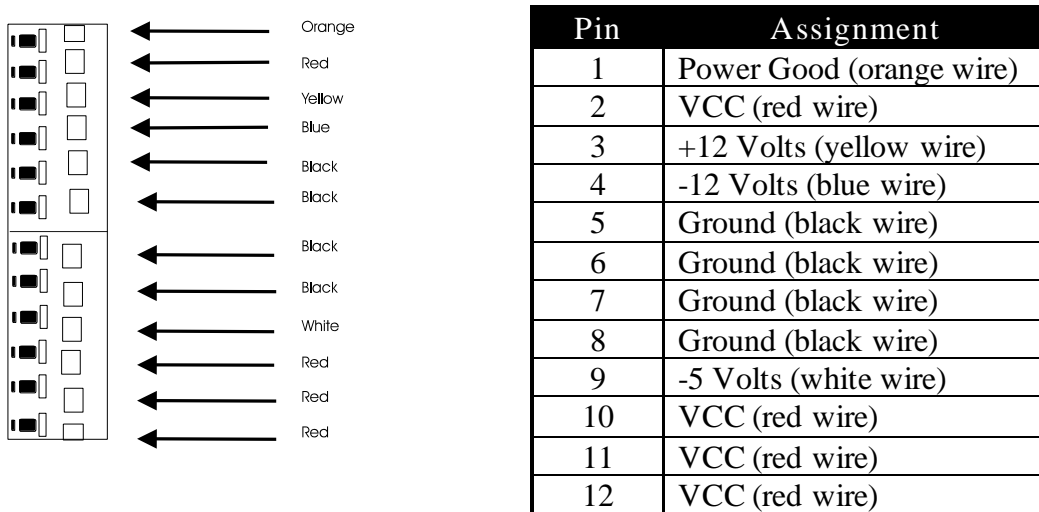 Orange
Red
Yellow
Blue
Black
Black
Black
Black
White
Red
Red
Red
Pin Assignment
1 Power Good (orange wire)
2 VCC (red wire)
3 +12 Volts (yellow wire)
4 -12 Volts (blue wire)
5 Ground (black wire)
6 Ground (black wire)
7 Ground (black wire)
8 Ground (black wire)
9 -5 Volts (white wire)
10 VCC (red wire)
11 VCC (red wire)
12 VCC (red wire)